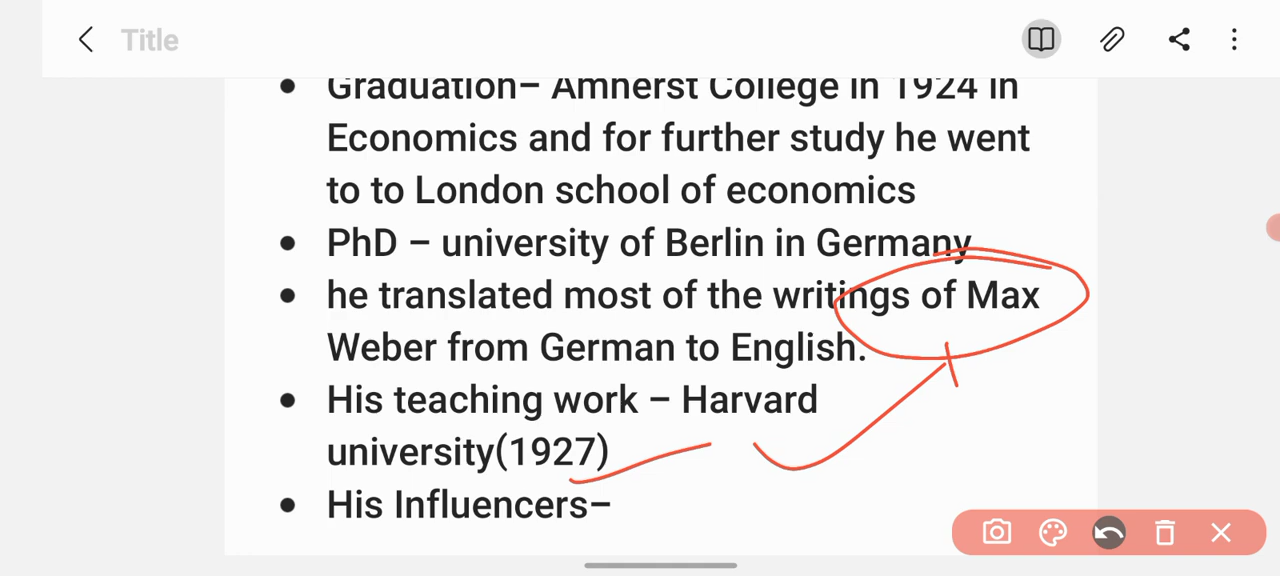 Title
Graduation– Amherst College in 1924 in
Economics and for further study he went
to to London school of economics
PhD – university of Berlin in Germany
he translated most of the writings of Max
Weber from German to English.
His teaching work – Harvard
university(1927)
His Influencers–